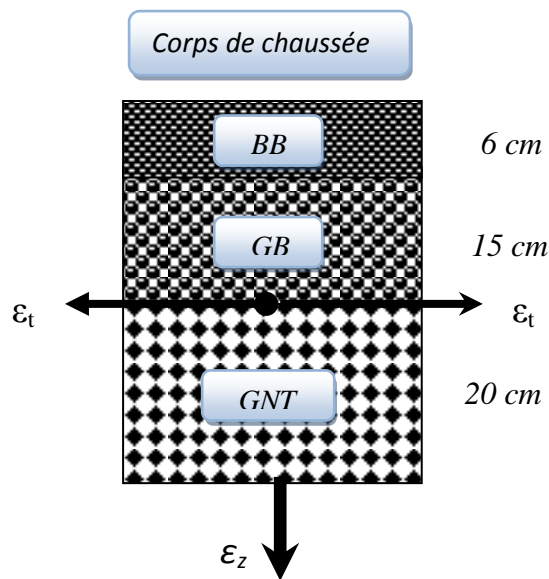 Corps de chaussée
BB
6 cm
GB
15 cm
εt
εt
GNT
20 cm
εz